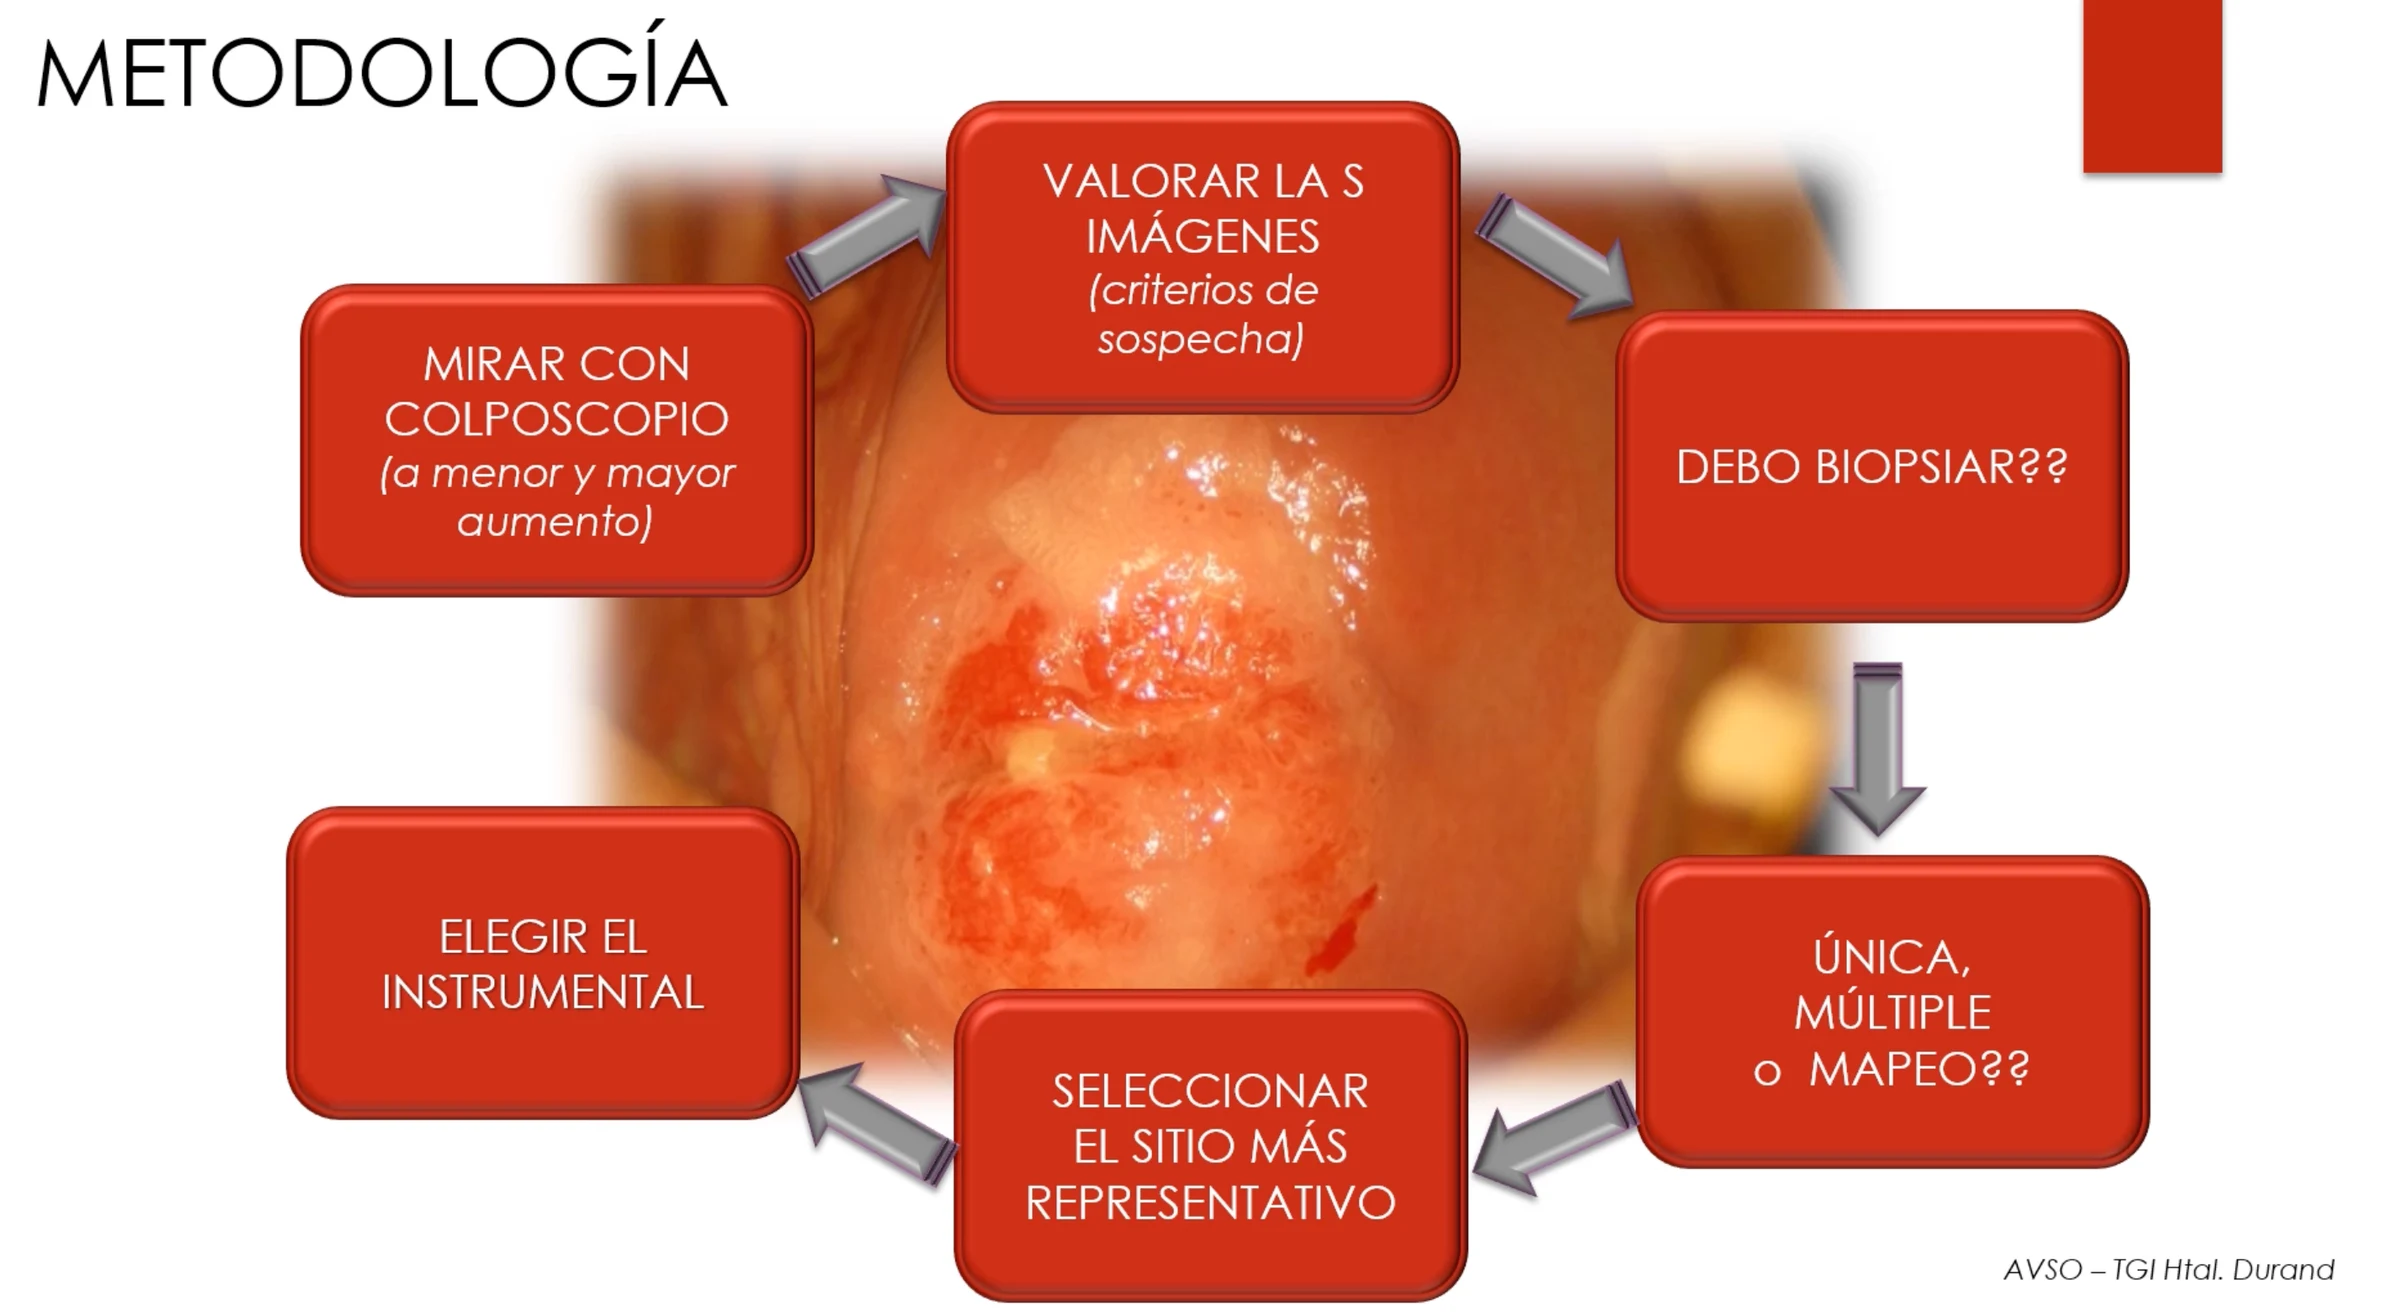 METODOLOGÍA
MIRAR CON
COLPOSCOPIO
(a menor y mayor
aumento)
VALORAR LA S
IMÁGENES
(criterios de
sospecha)
DEBO BIOPSIAR??
ÚNICA,
MÚLTIPLE
o MAPEO??
SELECCIONAR
EL SITIO MÁS
REPRESENTATIVO
ELEGIR EL
INSTRUMENTAL
AVSO – TGI Htal. Durand